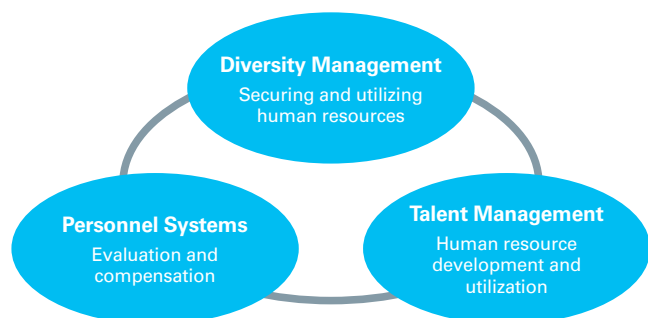 Diversity Management
Securing and utilizing
human resources
Personnel Systems
Evaluation and
compensation
Talent Management
Human resource
development and
utilization